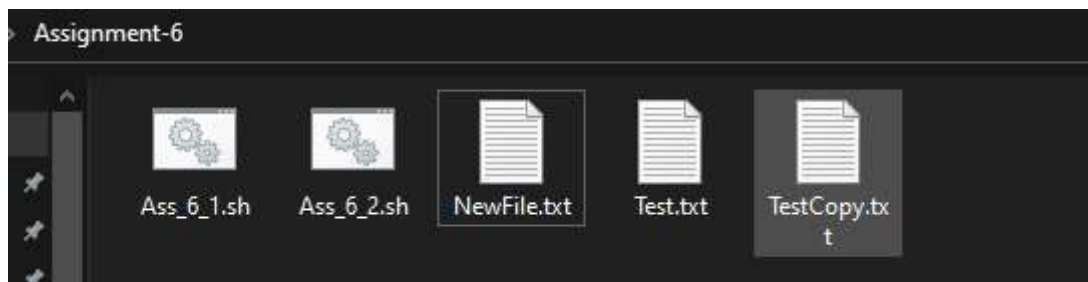 Assignment-6
Ass_6_1.sh
Ass_6_2.sh
NewFile.txt
Test.txt
TestCopy.tx
t